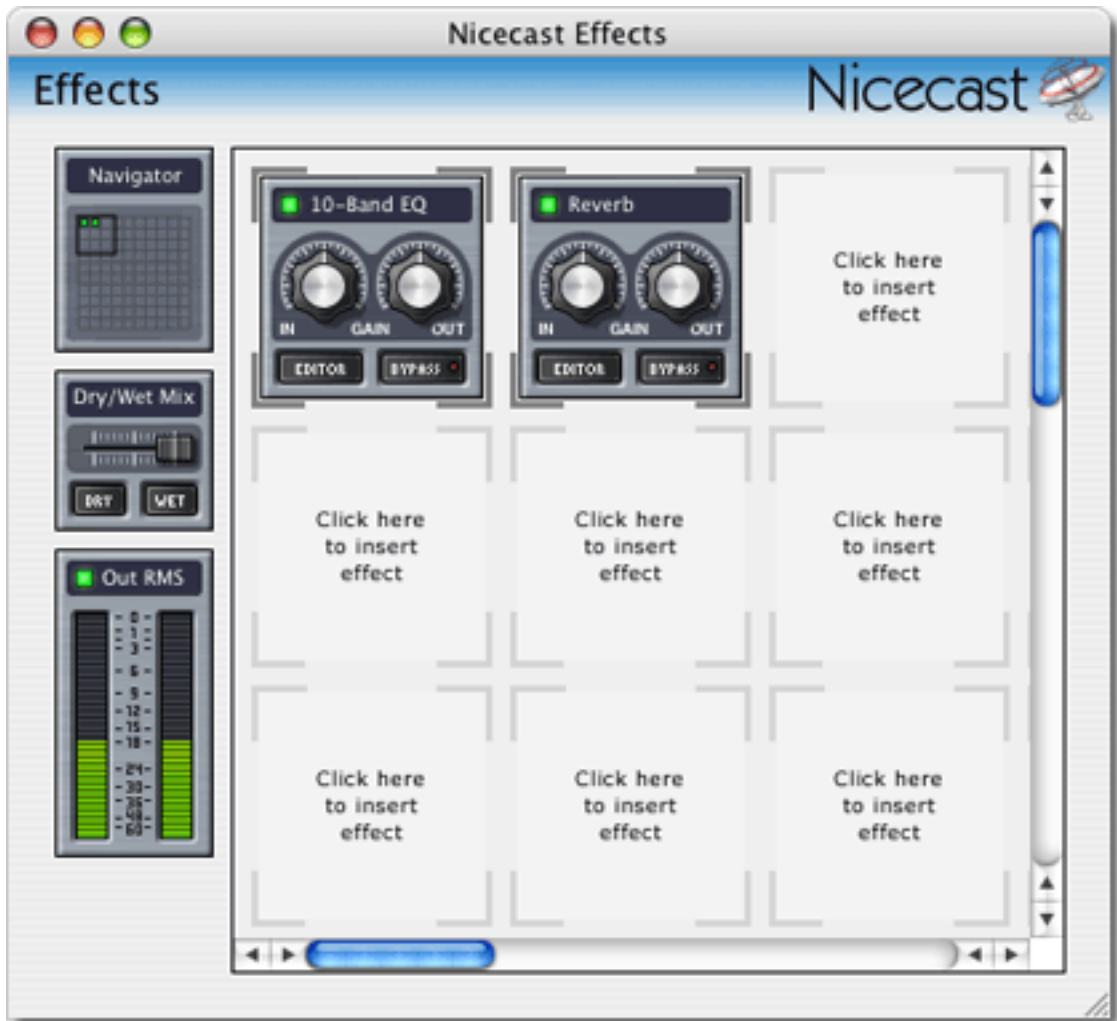 Nicecast Effects
Effects
Nicecast
Navigator
10-Band EQ
IN GAIN OUT
EDITOR BYPASS
Reverb
IN GAIN OUT
EDITOR BYPASS
Click here
to insert
effect
Dry/Wet Mix
DRY WET
Click here
to insert
effect
Click here
to insert
effect
Click here
to insert
effect
Out RMS
0
1
3
6
9
12
15
18
24
30
36
48
60
Click here
to insert
effect
Click here
to insert
effect
Click here
to insert
effect